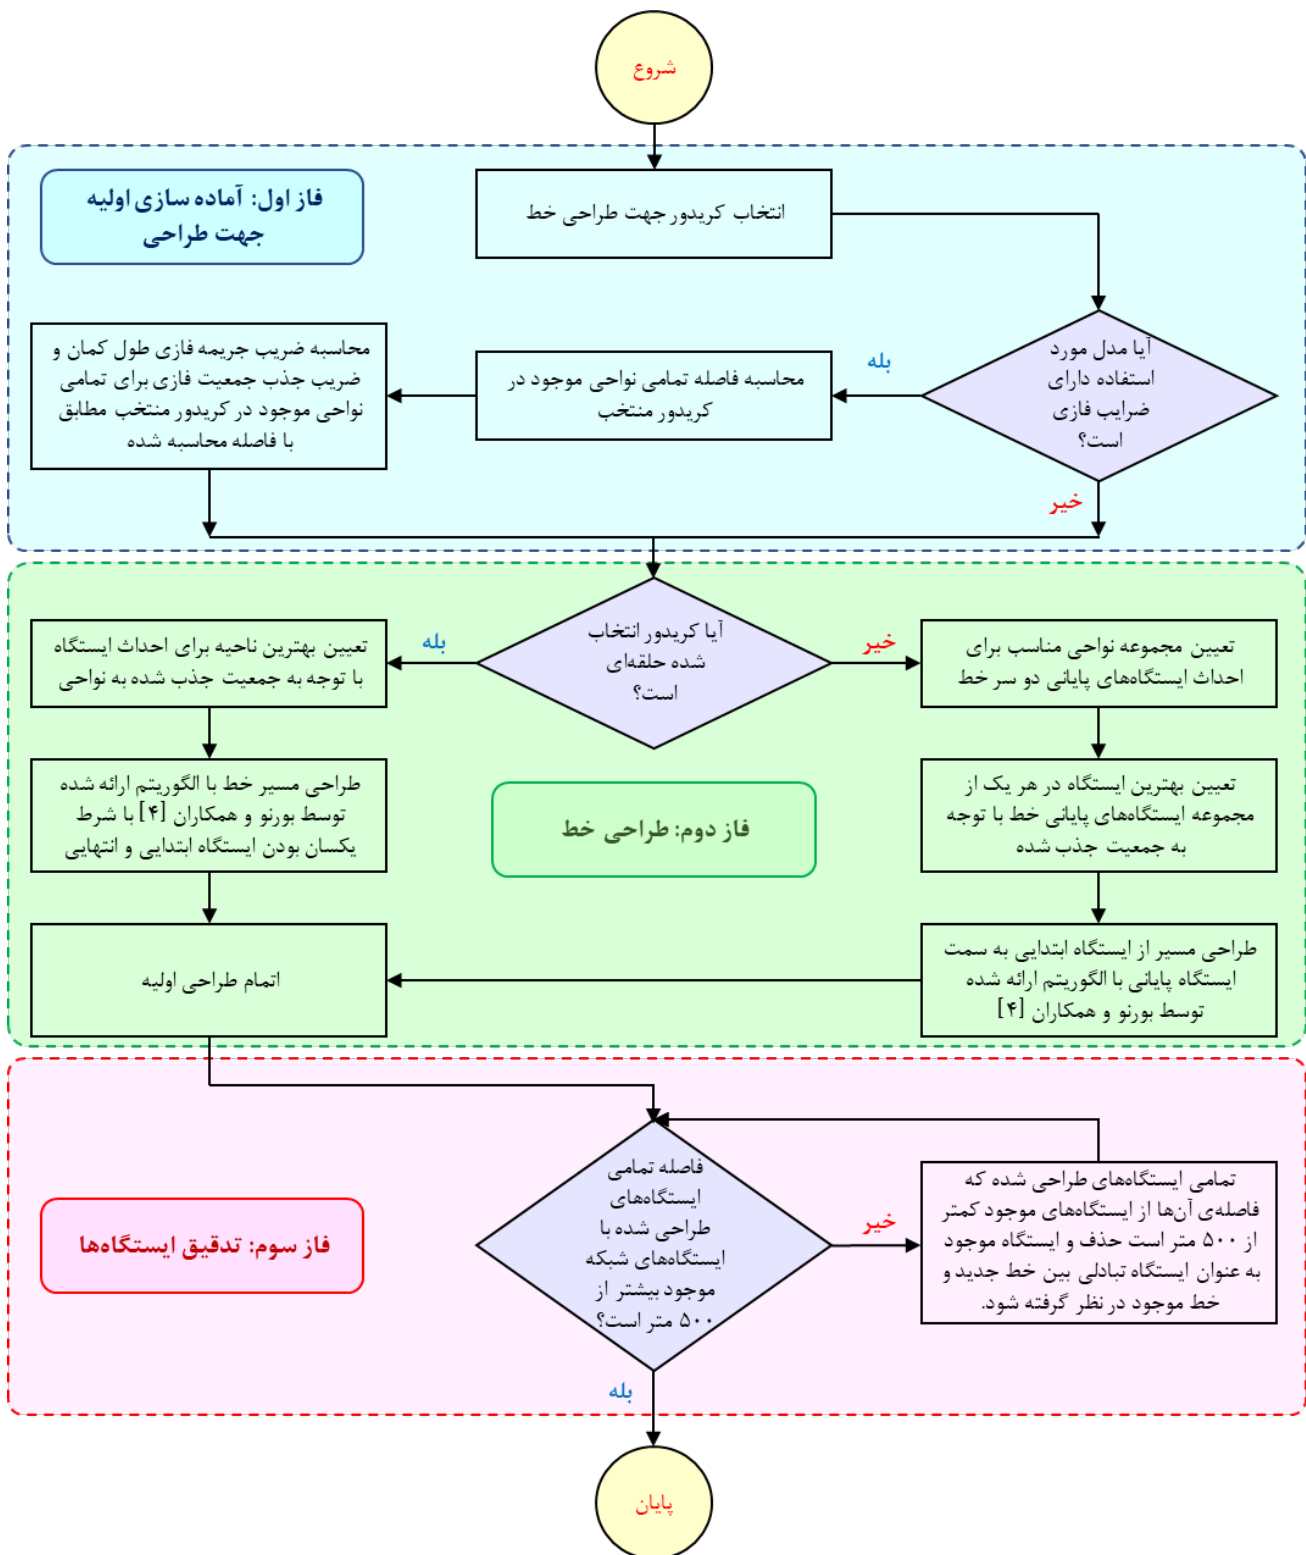 شروع
فاز اول: آماده سازی اولیه
جهت طراحی
انتخاب کریدور جهت طراحی خط
آیا مدل مورد
استفاده دارای
ضرایب فازی
است؟
بله
خیر
محاسبه فاصله تمامی نواحی موجود در
کریدور منتخب
محاسبه ضریب جریمه فازی طول کمان و
ضریب جذب جمعیت فازی برای تمامی
نواحی موجود در کریدور منتخب مطابق
با فاصله محاسبه شده
آیا کریدور انتخاب
شده حلقه‌ای
است؟
خیر
بله
تعیین مجموعه نواحی مناسب برای
احداث ایستگاه‌های پایانی دو سر خط
تعیین بهترین ناحیه برای احداث ایستگاه
با توجه به جمعیت جذب شده به نواحی
تعیین بهترین ایستگاه در هر یک از
مجموعه ایستگاه‌های پایانی خط با توجه
به جمعیت جذب شده
فاز دوم: طراحی خط
طراحی مسیر خط با الگوریتم ارائه شده
توسط بورنو و همکاران [۴] با شرط
یکسان بودن ایستگاه ابتدایی و انتهایی
طراحی مسیر از ایستگاه ابتدایی به سمت
ایستگاه پایانی با الگوریتم ارائه شده
توسط بورنو و همکاران [۴]
اتمام طراحی اولیه
فاز سوم: تدقیق ایستگاه‌ها
فاصله تمامی
ایستگاه‌های
طراحی شده با
ایستگاه‌های شبکه
موجود بیشتر از
۵۰۰ متر است؟
خیر
بله
تمامی ایستگاه‌های طراحی شده که
فاصله‌ی آن‌ها از ایستگاه‌های موجود کمتر
از ۵۰۰ متر است حذف و ایستگاه موجود
به عنوان ایستگاه تبادلی بین خط جدید و
خط موجود در نظر گرفته شود.
پایان